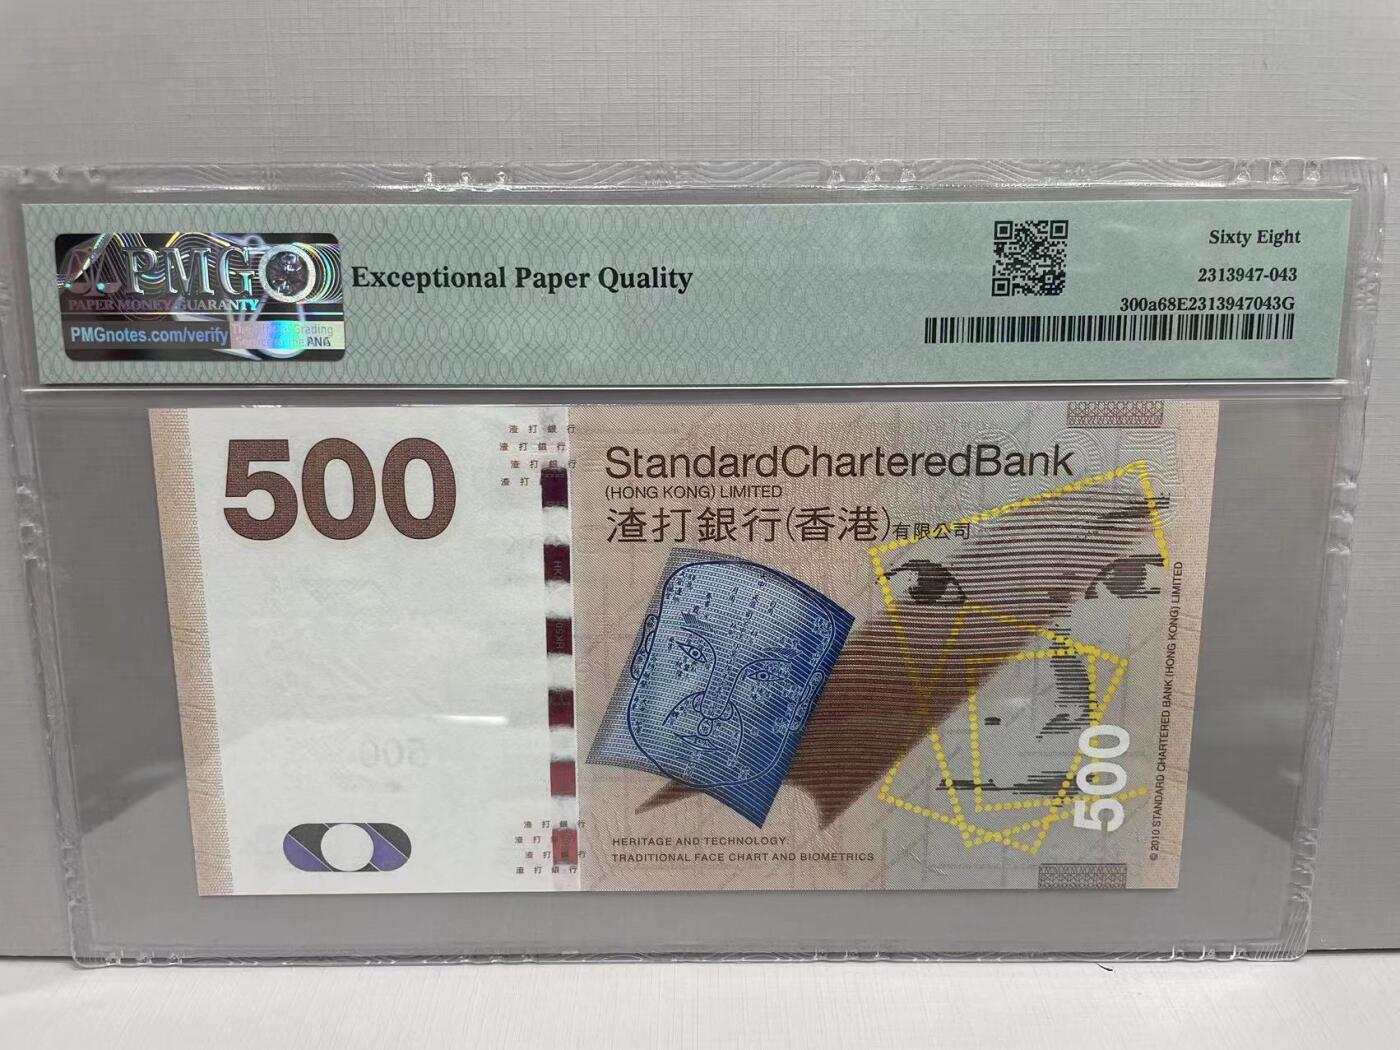 PMG
PAPER MONEY GUARANTY
PMGnotes.com/verify
Exceptional Paper Quality
Sixty Eight
2313947-043
300a68E2313947043G
500
渣打銀行
渣打銀行
渣打銀行
渣打
StandardCharteredBank
(HONG KONG) LIMITED
渣打銀行(香港)有限公司
HERITAGE AND TECHNOLOGY:
TRADITIONAL FACE CHART AND BIOMETRICS
渣打銀行
渣打 行
渣打 行
渣打銀行
500
© 2010 STANDARD CHARTERED BANK (HONG KONG) LIMITED